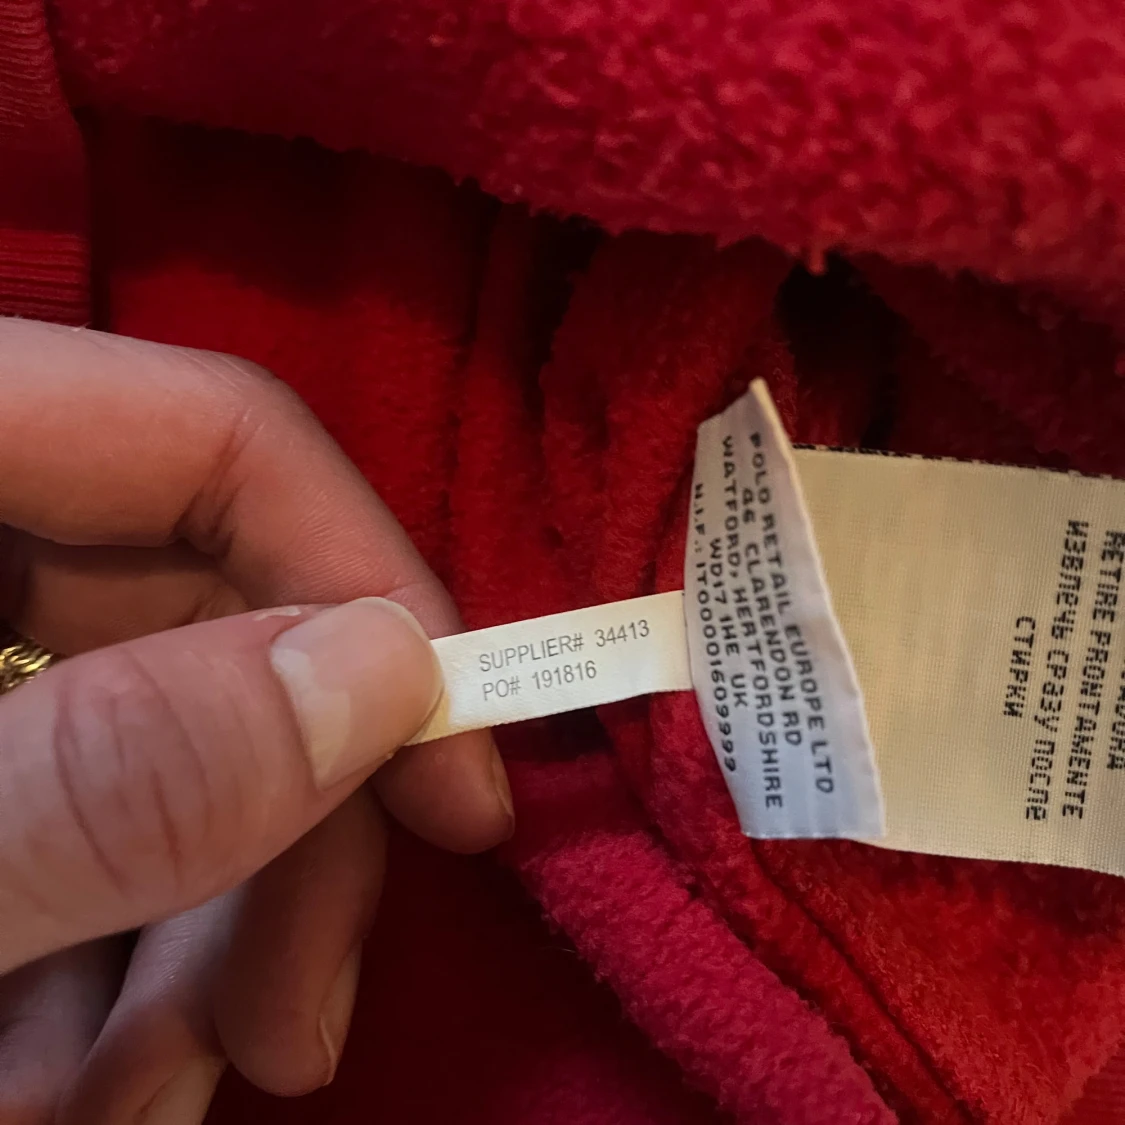 SUPPLIER# 34413
PO# 191816
POLO RETAIL EUROPE LTD
46 CLARENDON RD
WATFORD, HERTFORDSHIRE
WD17 1HE UK
N.I.F.: IT00001609999
RETIRE PRONTAMENTE
ИЗВЛЕЧЬ СРАЗУ ПОСЛЕ
СТИРКИ